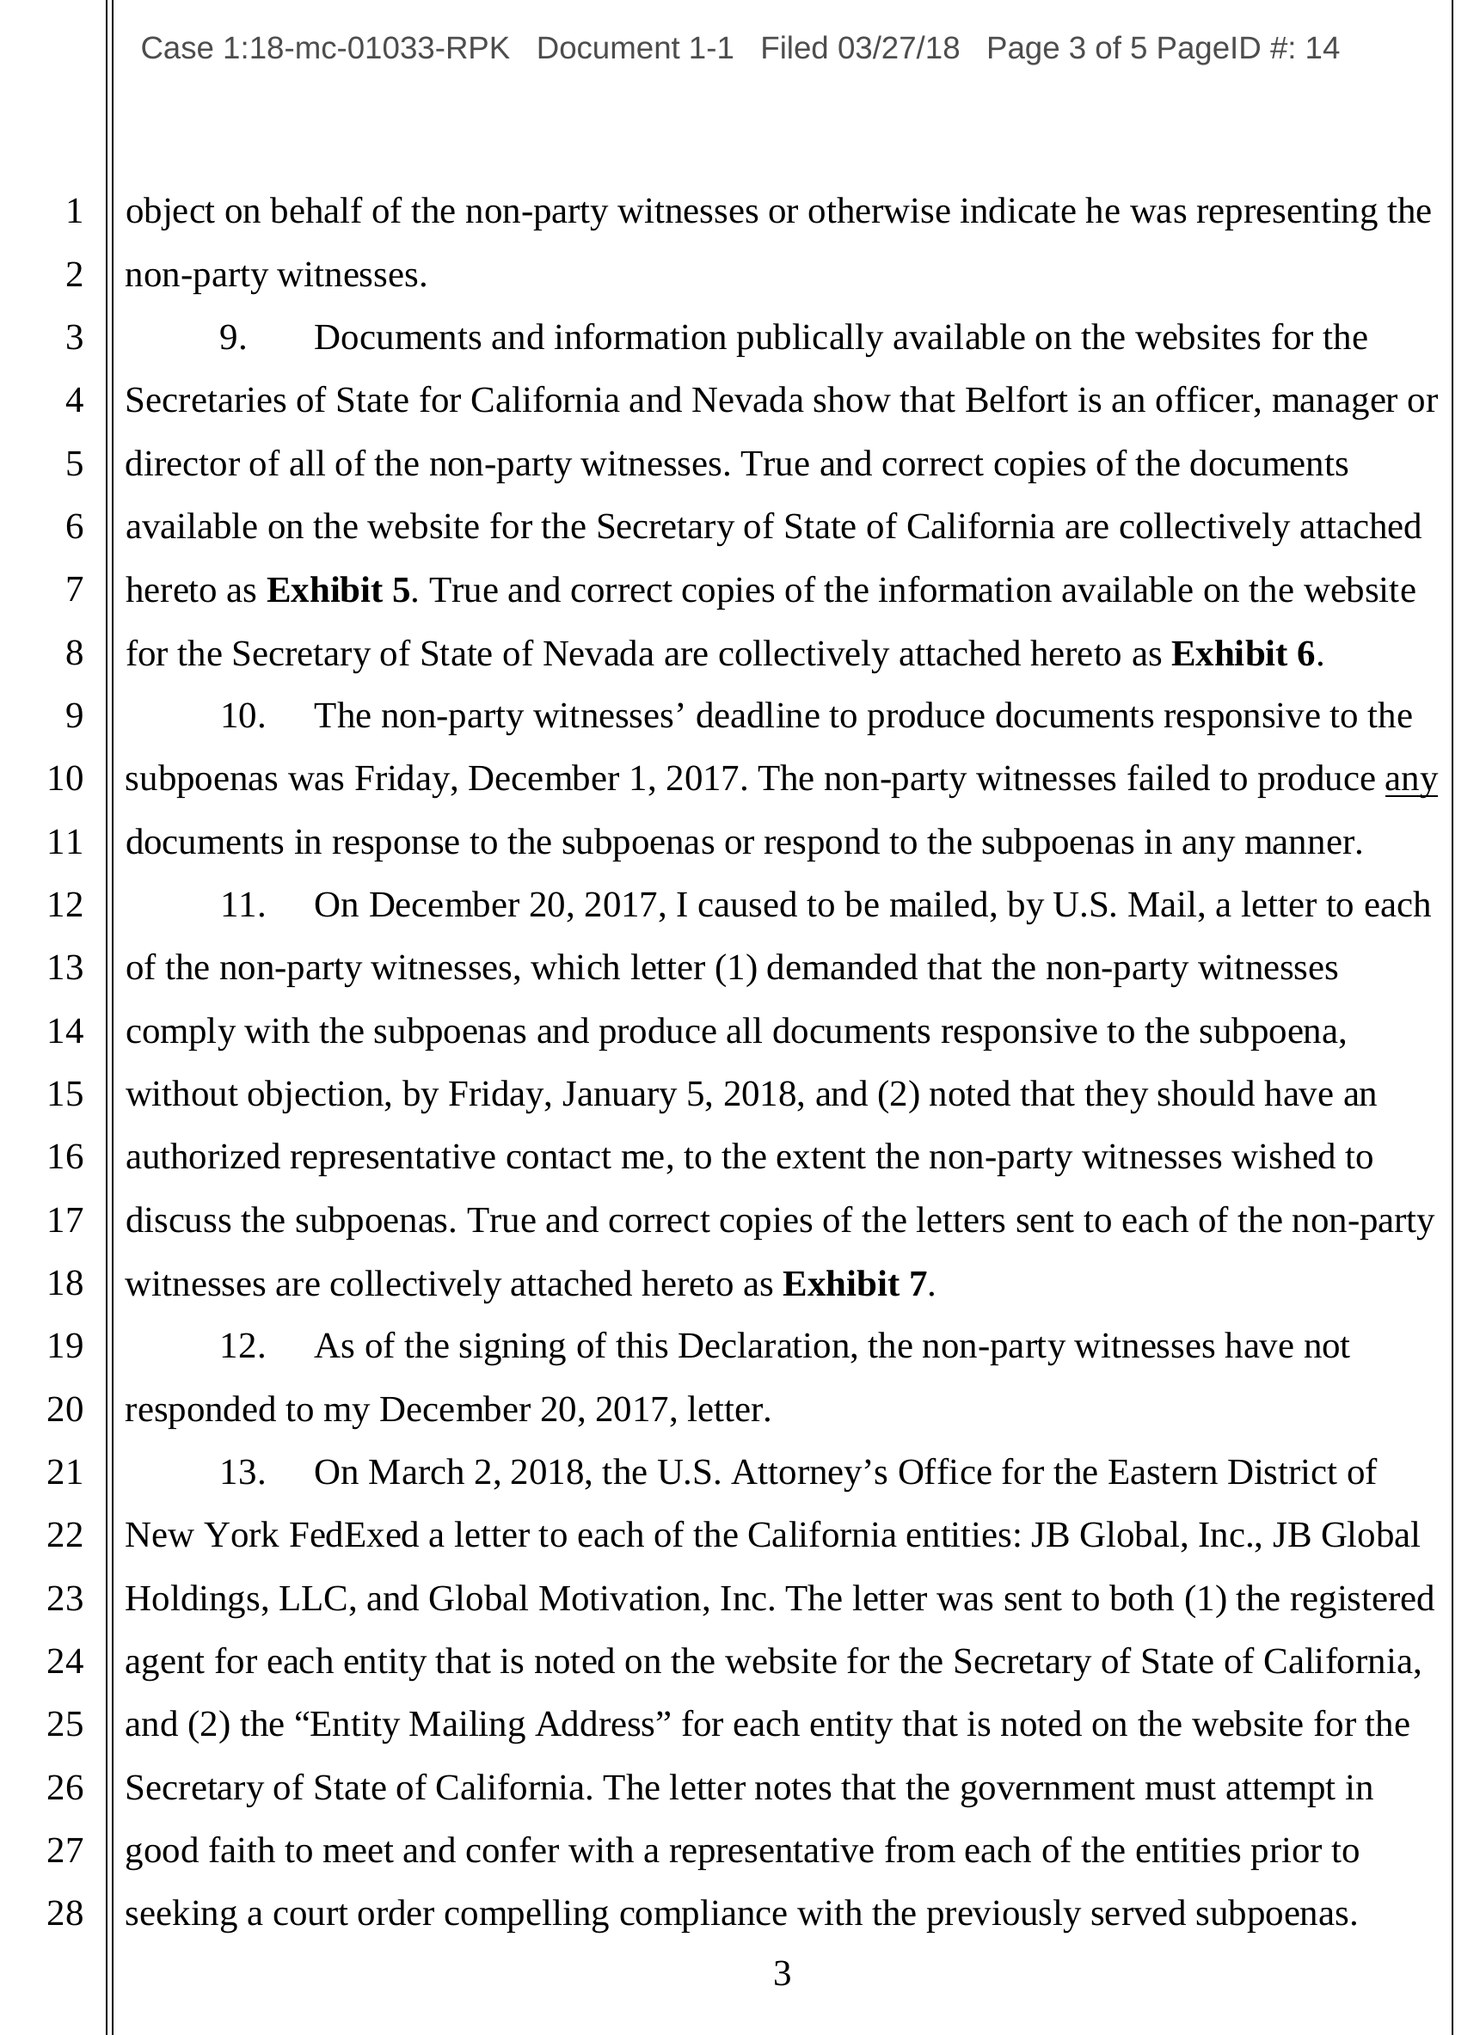 Case 1:18-mc-01033-RPK Document 1-1 Filed 03/27/18 Page 3 of 5 PageID #: 14
1 object on behalf of the non-party witnesses or otherwise indicate he was representing the
2 non-party witnesses.
3 9. Documents and information publically available on the websites for the
4 Secretaries of State for California and Nevada show that Belfort is an officer, manager or
5 director of all of the non-party witnesses. True and correct copies of the documents
6 available on the website for the Secretary of State of California are collectively attached
7 hereto as Exhibit 5. True and correct copies of the information available on the website
8 for the Secretary of State of Nevada are collectively attached hereto as Exhibit 6.
9 10. The non-party witnesses’ deadline to produce documents responsive to the
10 subpoenas was Friday, December 1, 2017. The non-party witnesses failed to produce any
11 documents in response to the subpoenas or respond to the subpoenas in any manner.
12 11. On December 20, 2017, I caused to be mailed, by U.S. Mail, a letter to each
13 of the non-party witnesses, which letter (1) demanded that the non-party witnesses
14 comply with the subpoenas and produce all documents responsive to the subpoena,
15 without objection, by Friday, January 5, 2018, and (2) noted that they should have an
16 authorized representative contact me, to the extent the non-party witnesses wished to
17 discuss the subpoenas. True and correct copies of the letters sent to each of the non-party
18 witnesses are collectively attached hereto as Exhibit 7.
19 12. As of the signing of this Declaration, the non-party witnesses have not
20 responded to my December 20, 2017, letter.
21 13. On March 2, 2018, the U.S. Attorney’s Office for the Eastern District of
22 New York FedExed a letter to each of the California entities: JB Global, Inc., JB Global
23 Holdings, LLC, and Global Motivation, Inc. The letter was sent to both (1) the registered
24 agent for each entity that is noted on the website for the Secretary of State of California,
25 and (2) the “Entity Mailing Address” for each entity that is noted on the website for the
26 Secretary of State of California. The letter notes that the government must attempt in
27 good faith to meet and confer with a representative from each of the entities prior to
28 seeking a court order compelling compliance with the previously served subpoenas.
3